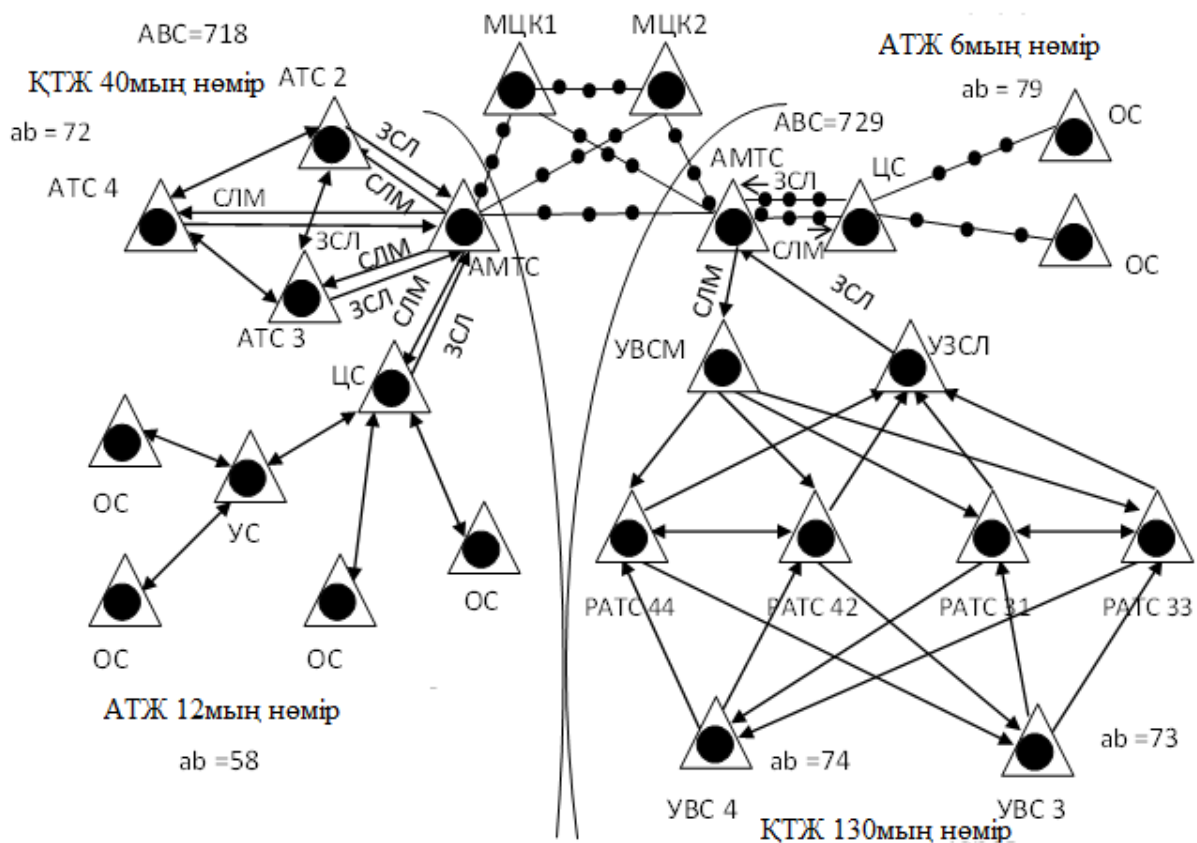 АВС=718
ҚТЖ 40мың нөмір
ab = 72
АТС 2
АТС 4
АТС 3
ЗСЛ
СЛМ
СЛМ
ЗСЛ
СЛМ
ЗСЛ
АМТС
СЛМ
ЗСЛ
ЦС
ОС
УС
ОС
ОС
ОС
АТЖ 12мың нөмір
ab =58
МЦК1
МЦК2
АТЖ 6мың нөмір
ab = 79
АВС=729
АМТС
ЗСЛ
СЛМ
ЦС
ОС
ОС
СЛМ
ЗСЛ
УВСМ
УЗСЛ
РАТС 44
РАТС 42
РАТС 31
РАТС 33
УВС 4
ab =74
УВС 3
ab =73
ҚТЖ 130мың нөмір